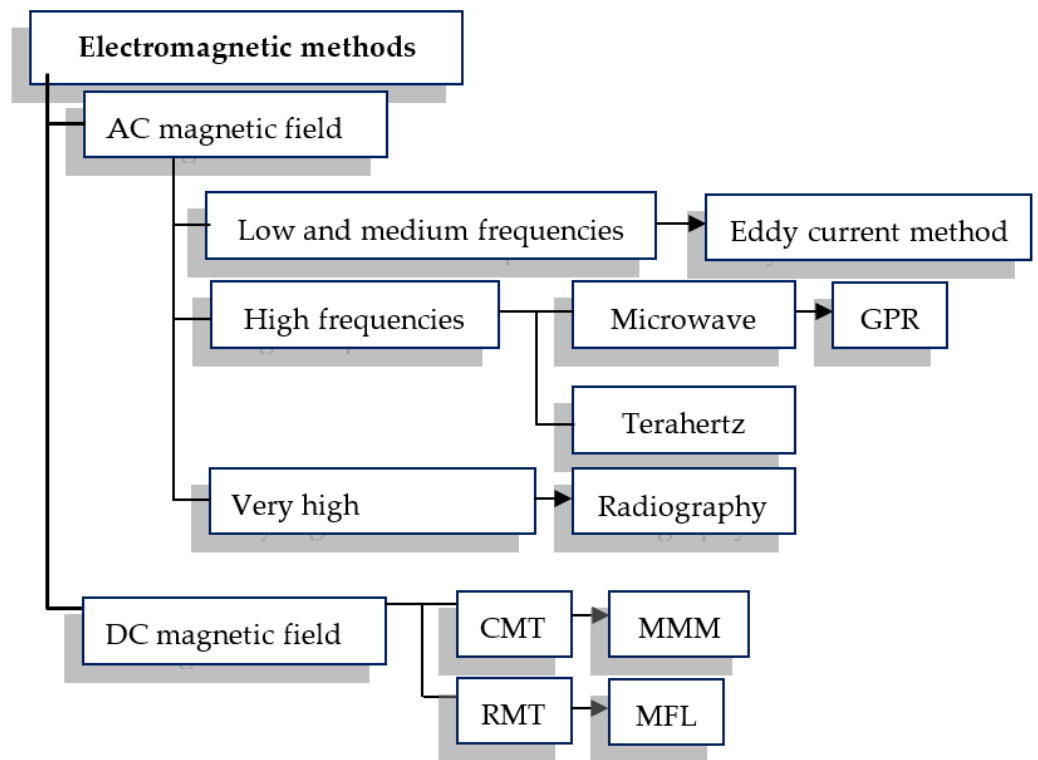 Electromagnetic methods
AC magnetic field
Low and medium frequencies
Eddy current method
High frequencies
Microwave
GPR
Terahertz
Very high
Radiography
DC magnetic field
CMT
MMM
RMT
MFL